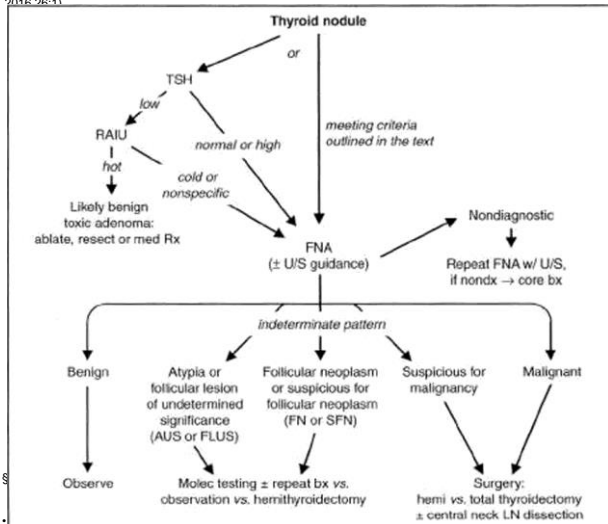 2016;26:1)
Thyroid nodule
or
TSH
low
RAIU
normal or high
meeting criteria
outlined in the text
hot
cold or
nonspecific
Likely benign
toxic adenoma:
ablate, resect or med Rx
FNA
(± U/S guidance)
Nondiagnostic
Repeat FNA w/ U/S,
if nondx → core bx
indeterminate pattern
Benign
Atypia or
follicular lesion
of undetermined
significance
(AUS or FLUS)
Follicular neoplasm
or suspicious for
follicular neoplasm
(FN or SFN)
Suspicious for
malignancy
Malignant
§
Observe
Molec testing ± repeat bx vs.
observation vs. hemithyroidectomy
Surgery:
hemi vs. total thyroidectomy
± central neck LN dissection